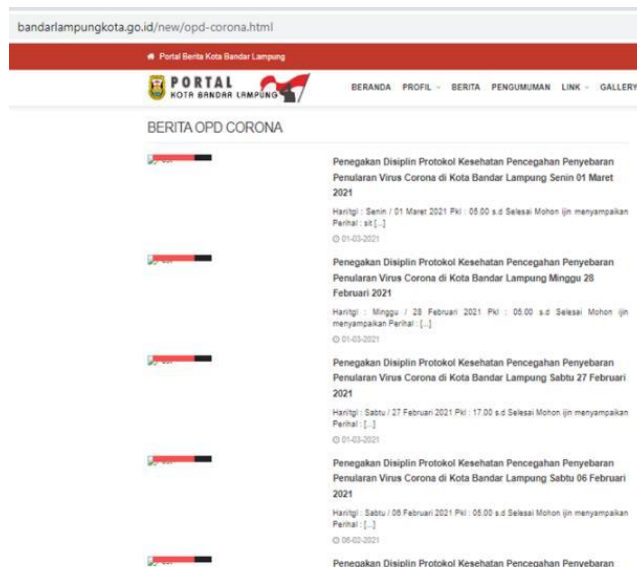 bandarlampungkota.go.id/new/opd-corona.html
Portal Berita Kota Bandar Lampung
PORTAL
KOTA BANDAR LAMPUNG
BERANDA PROFIL BERITA PENGUMUMAN LINK GALLERY
BERITA OPD CORONA
Penegakan Disiplin Protokol Kesehatan Pencegahan Penyebaran
Penularan Virus Corona di Kota Bandar Lampung Senin 01 Maret
2021
Hari/tgl : Senin / 01 Maret 2021 Pkl : 05.00 s.d Selesai Mohon ijin menyampaikan
Perihal : sit [...]
01-03-2021
Penegakan Disiplin Protokol Kesehatan Pencegahan Penyebaran
Penularan Virus Corona di Kota Bandar Lampung Minggu 28
Februari 2021
Hari/tgl : Minggu / 28 Februari 2021 Pkl : 05.00 s.d Selesai Mohon ijin
menyampaikan Perihal : [...]
01-03-2021
Penegakan Disiplin Protokol Kesehatan Pencegahan Penyebaran
Penularan Virus Corona di Kota Bandar Lampung Sabtu 27 Februari
2021
Hari/tgl : Sabtu / 27 Februari 2021 Pkl : 17.00 s.d Selesai Mohon ijin menyampaikan
Perihal : [...]
01-03-2021
Penegakan Disiplin Protokol Kesehatan Pencegahan Penyebaran
Penularan Virus Corona di Kota Bandar Lampung Sabtu 06 Februari
2021
Hari/tgl : Sabtu / 06 Februari 2021 Pkl : 05.00 s.d Selesai Mohon ijin menyampaikan
Perihal : [...]
06-02-2021
Penegakan Disiplin Protokol Kesehatan Pencegahan Penyebaran